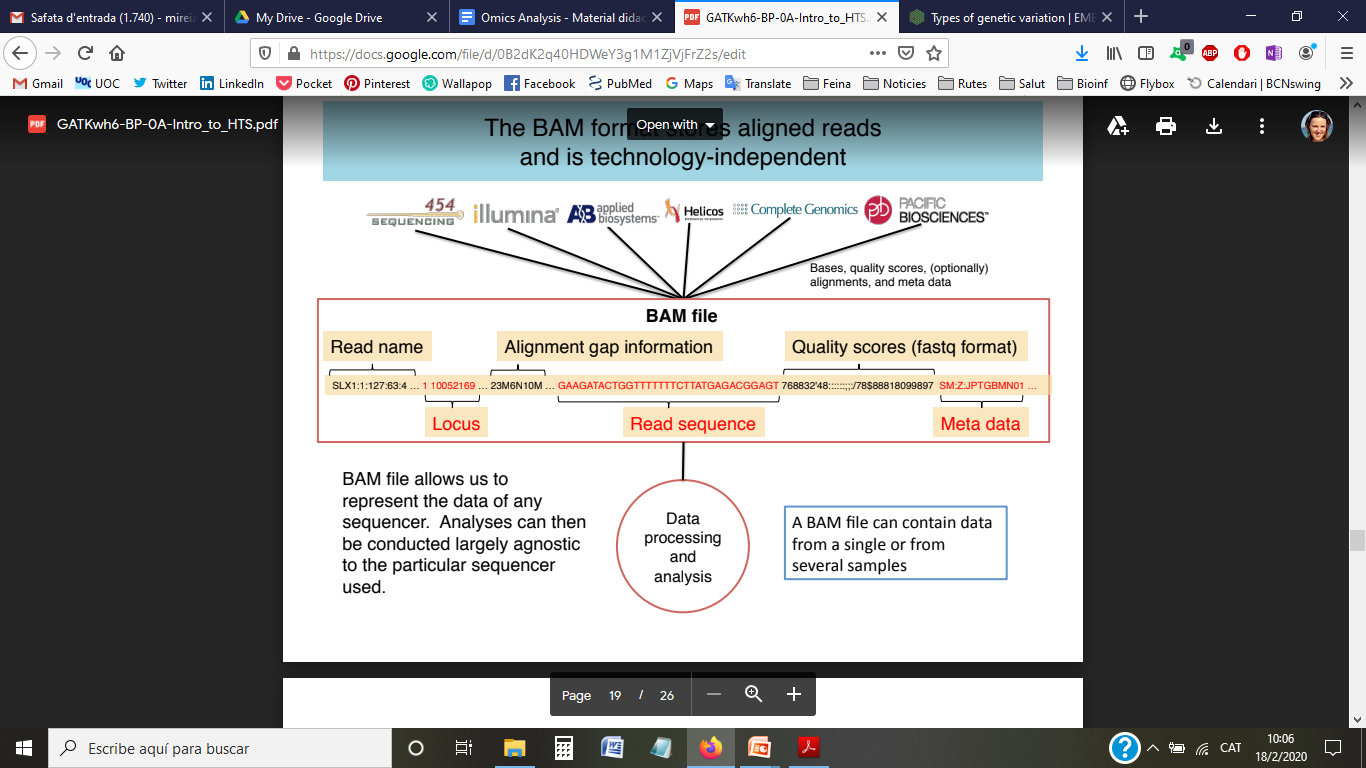 Safata d'entrada (1.740) - mirei
My Drive - Google Drive
Omics Analysis - Material didac
GATKwh6-BP-0A-Intro_to_HTS.p
Types of genetic variation | EME
https://docs.google.com/file/d/0B2dK2q40HDWeY3g1M1ZjVjFrZ2s/edit
0
ABP
Gmail UOC Twitter LinkedIn Pocket Pinterest Wallapop Facebook PubMed Maps Translate Feina Noticies Rutes Salut Bioinf Flybox Calendari | BCNswing
PDF GATKwh6-BP-0A-Intro_to_HTS.pdf
Open with
The BAM format stores aligned reads
and is technology-independent
454 SEQUENCING
illumina
AB applied biosystems
Helicos
Complete Genomics
PACIFIC BIOSCIENCES™
Bases, quality scores, (optionally)
alignments, and meta data
BAM file
Read name Alignment gap information Quality scores (fastq format)
SLX1:1:127:63:4 … 1 10052169 … 23M6N10M … GAAGATACTGGTTTTTTTCTTATGAGACGGAGT 768832'48::::::;;:/78$88818099897 SM:Z:JPTGBMN01 …
Locus Read sequence Meta data
BAM file allows us to
represent the data of any
sequencer. Analyses can then
be conducted largely agnostic
to the particular sequencer
used.
Data
processing
and
analysis
A BAM file can contain data
from a single or from
several samples
Page 19 / 26
Escribe aquí para buscar
CAT
10:06
18/2/2020